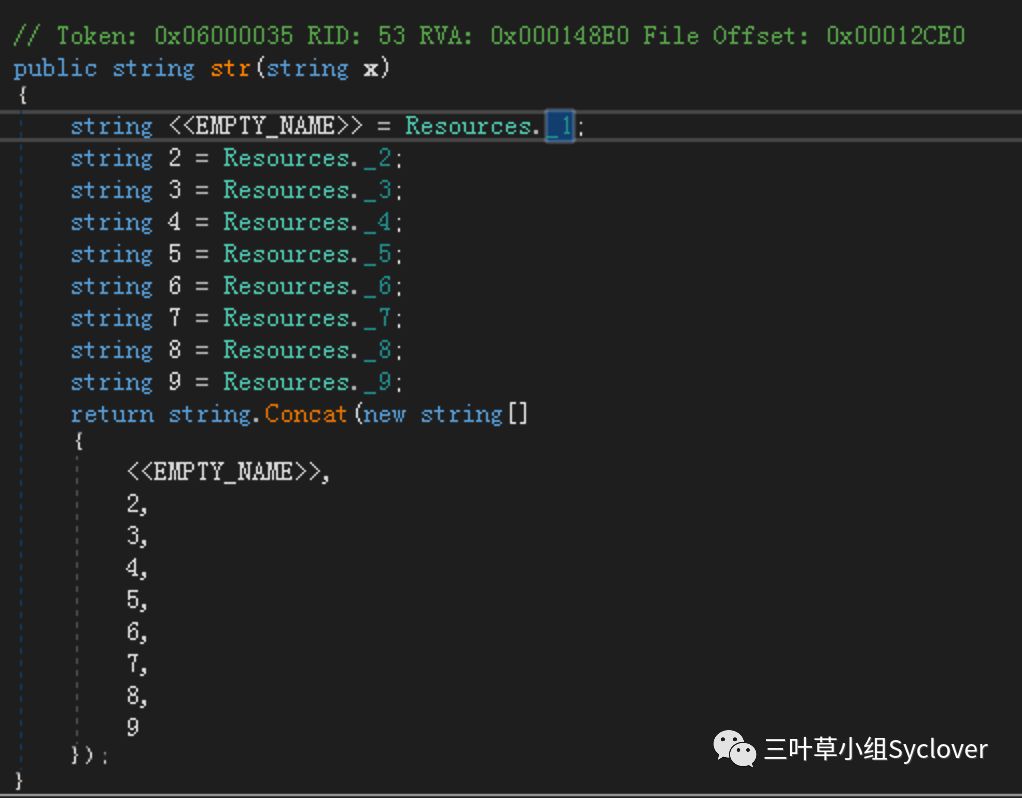 // Token: 0x06000035 RID: 53 RVA: 0x000148E0 File Offset: 0x00012CE0
public string str(string x)
{
string <<EMPTY_NAME>> = Resources._1;
string 2 = Resources._2;
string 3 = Resources._3;
string 4 = Resources._4;
string 5 = Resources._5;
string 6 = Resources._6;
string 7 = Resources._7;
string 8 = Resources._8;
string 9 = Resources._9;
return string.Concat(new string[]
{
<<EMPTY_NAME>>,
2,
3,
4,
5,
6,
7,
8,
9
});
}
三叶草小组Syclover